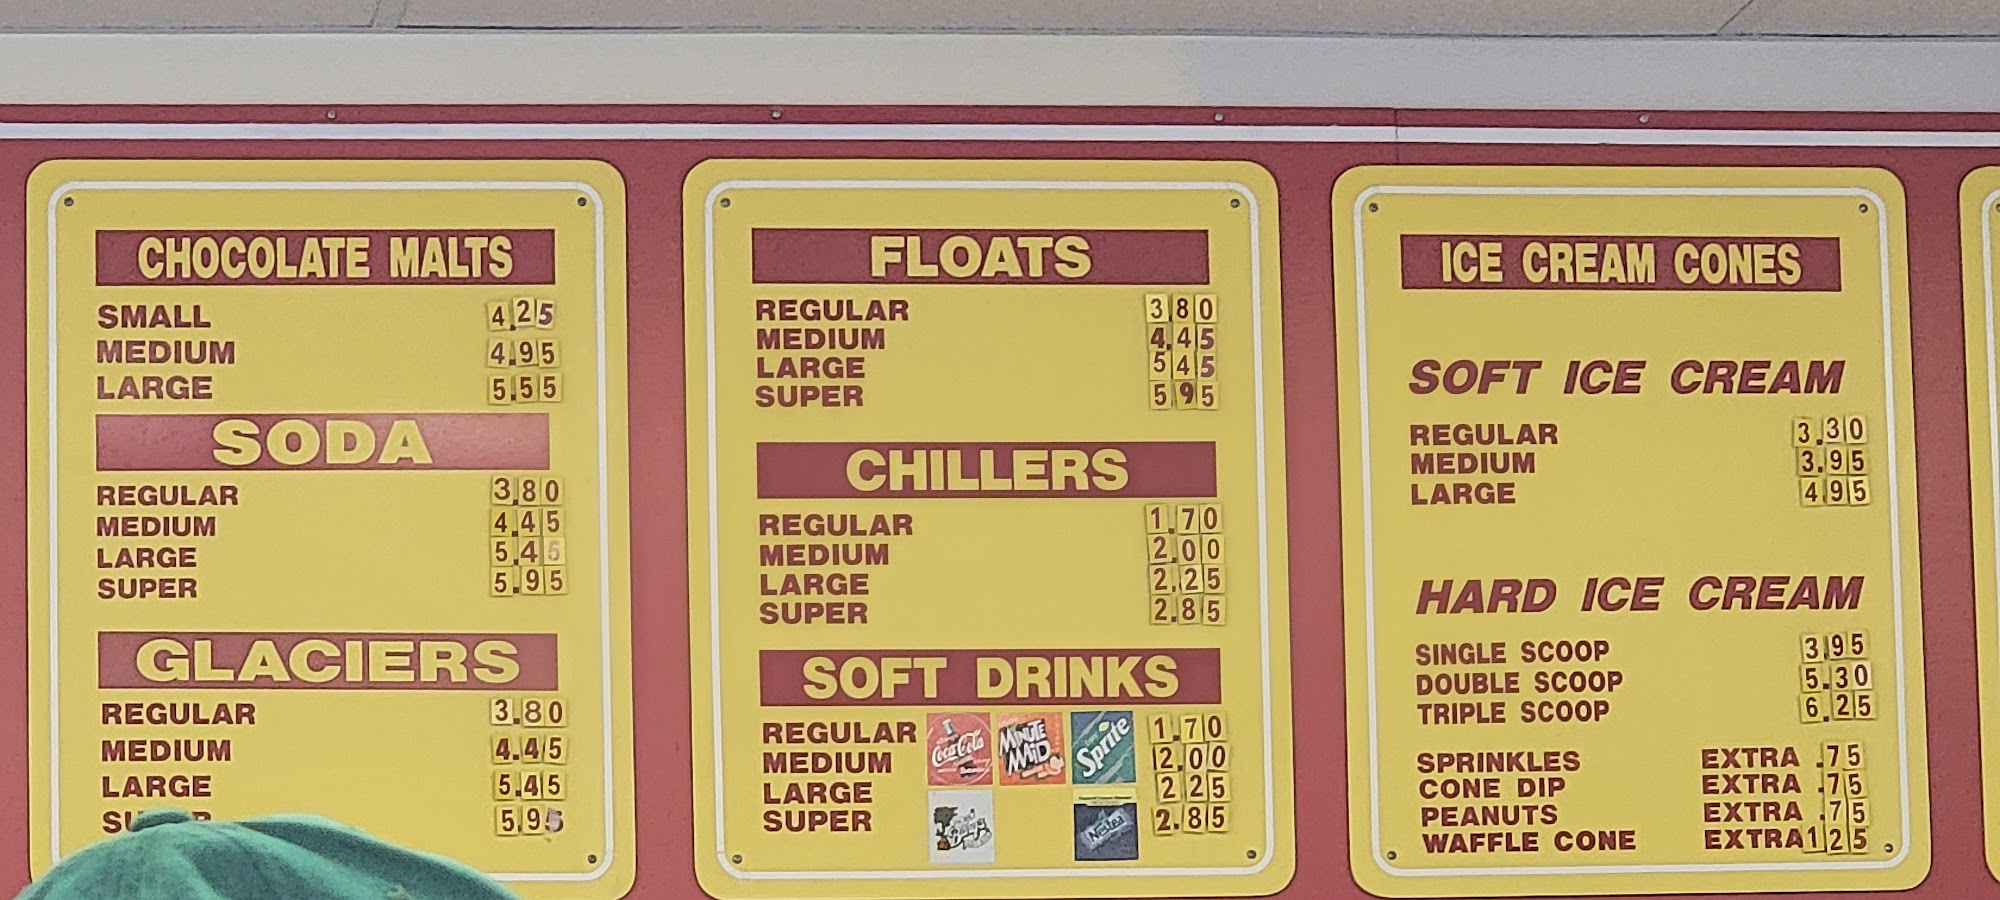 CHOCOLATE MALTS
SMALL 4.25
MEDIUM 4.95
LARGE 5.55
SODA
REGULAR 3.80
MEDIUM 4.45
LARGE 5.45
SUPER 5.95
GLACIERS
REGULAR 3.80
MEDIUM 4.45
LARGE 5.45
5.95
FLOATS
REGULAR 3.80
MEDIUM 4.45
LARGE 5 45
SUPER 5.95
CHILLERS
REGULAR 1.70
MEDIUM 2.00
LARGE 2.25
SUPER 2.85
SOFT DRINKS
REGULAR 1.70
MEDIUM 2.00
LARGE 2 25
SUPER 2.85
Coca-Cola
MINUTE MAID
Sprite
Barq's
Nestea
ICE CREAM CONES
SOFT ICE CREAM
REGULAR 3.30
MEDIUM 3.95
LARGE 4.95
HARD ICE CREAM
SINGLE SCOOP 3.95
DOUBLE SCOOP 5.30
TRIPLE SCOOP 6.25
SPRINKLES EXTRA .75
CONE DIP EXTRA .75
PEANUTS EXTRA .75
WAFFLE CONE EXTRA 1 25